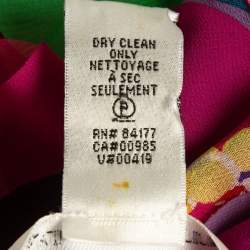 DRY CLEAN
ONLY
NETTOYAGE
À SEC
SEULEMENT
P
RN# 84177
CA#00985
V#00419